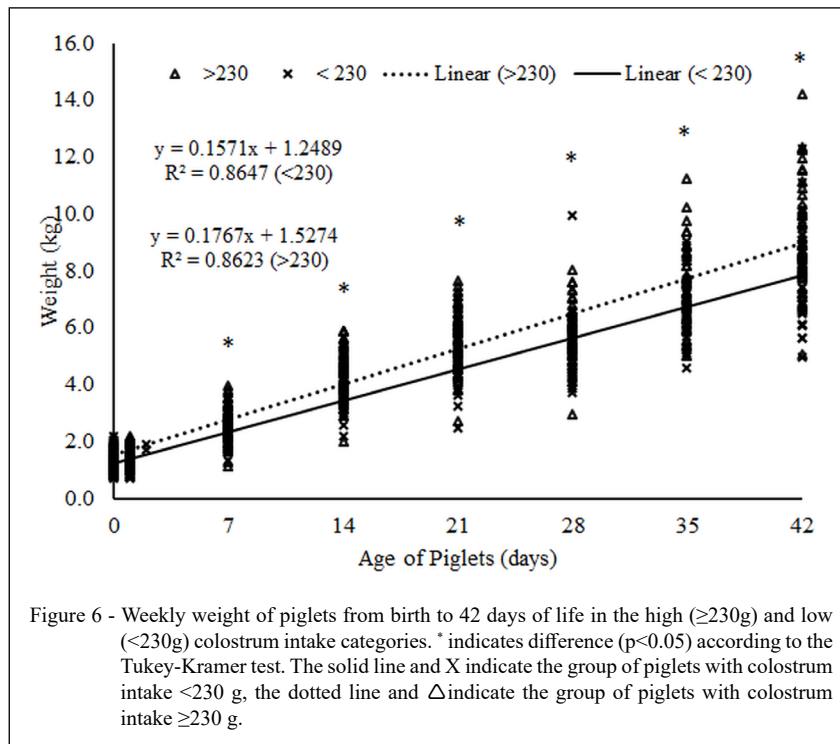 16.0
14.0
12.0
10.0
8.0
6.0
4.0
2.0
0.0
Weight (kg)
△ >230 × < 230 Linear (>230) Linear (< 230)
y = 0.1571x + 1.2489
R² = 0.8647 (<230)
y = 0.1767x + 1.5274
R² = 0.8623 (>230)
* * * * * *
0 7 14 21 28 35 42
Age of Piglets (days)
Figure 6 - Weekly weight of piglets from birth to 42 days of life in the high (≥230g) and low
(<230g) colostrum intake categories. * indicates difference (p<0.05) according to the
Tukey-Kramer test. The solid line and X indicate the group of piglets with colostrum
intake <230 g, the dotted line and △indicate the group of piglets with colostrum
intake ≥230 g.